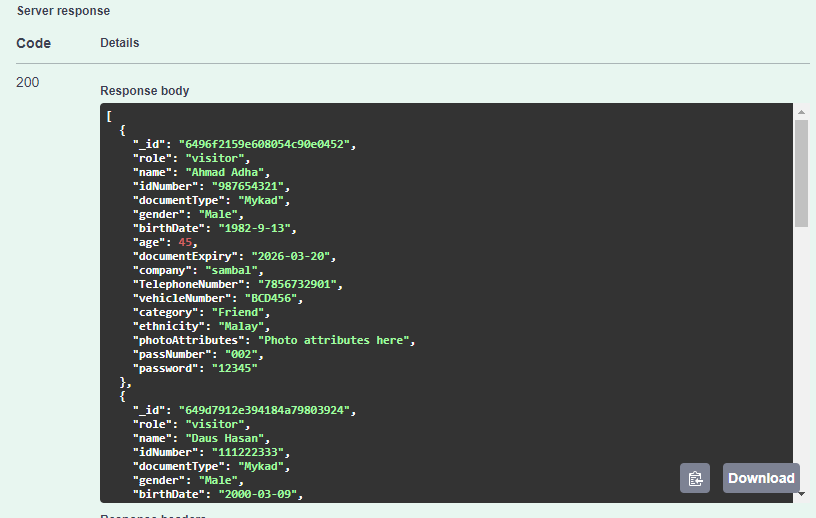 Server response
Code Details
200
Response body
[
  {
    "_id": "6496f2159e608054c90e0452",
    "role": "visitor",
    "name": "Ahmad Adha",
    "idNumber": "987654321",
    "documentType": "Mykad",
    "gender": "Male",
    "birthDate": "1982-9-13",
    "age": 45,
    "documentExpiry": "2026-03-20",
    "company": "sambal",
    "TelephoneNumber": "7856732901",
    "vehicleNumber": "BCD456",
    "category": "Friend",
    "ethnicity": "Malay",
    "photoAttributes": "Photo attributes here",
    "passNumber": "002",
    "password": "12345"
  },
  {
    "_id": "649d7912e394184a79803924",
    "role": "visitor",
    "name": "Daus Hasan",
    "idNumber": "111222333",
    "documentType": "Mykad",
    "gender": "Male",
    "birthDate": "2000-03-09",
Download
Response headers